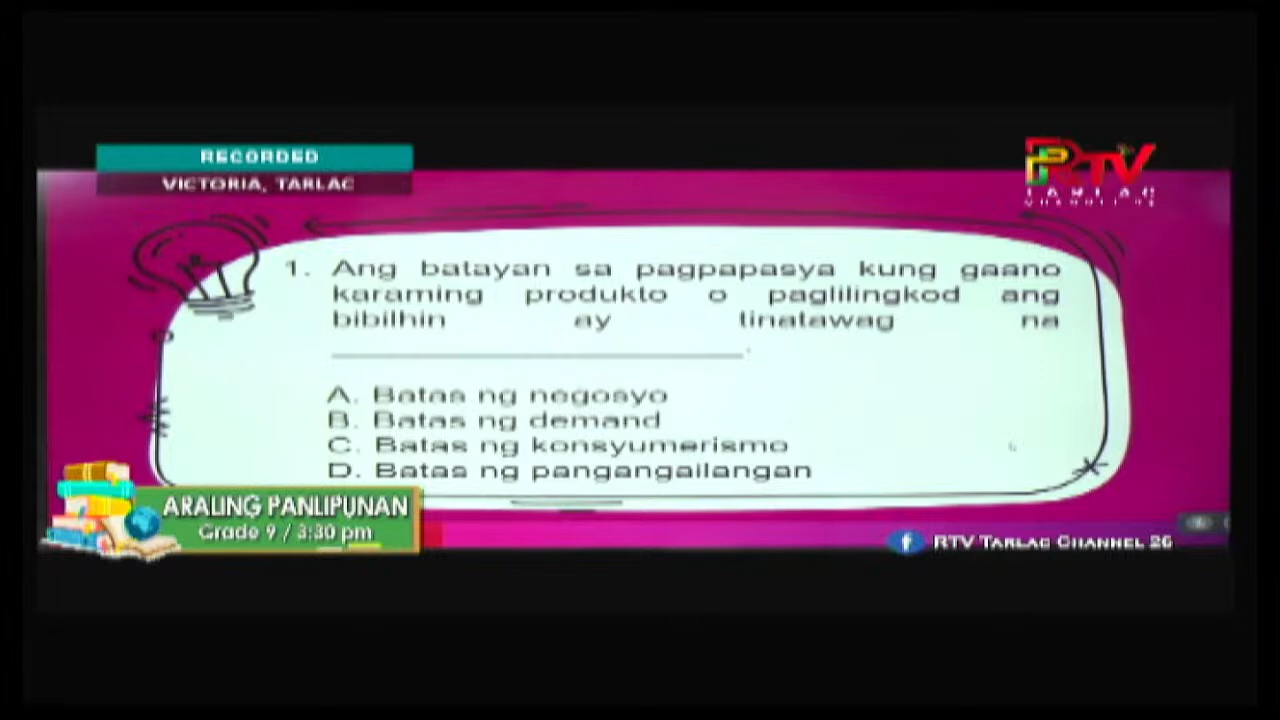 RECORDED
VICTORIA, TARLAC
RTV
TARLAC
1. Ang batayan sa pagpapasya kung gaano
karaming produkto o paglilingkod ang
bibilhin ay tinatawag na
____________________.
A. Batas ng negosyo
B. Batas ng demand
C. Batas ng konsyumerismo
D. Batas ng pangangailangan
ARALING PANLIPUNAN
Grade 9 / 3:30 pm
RTV TARLAC CHANNEL 26